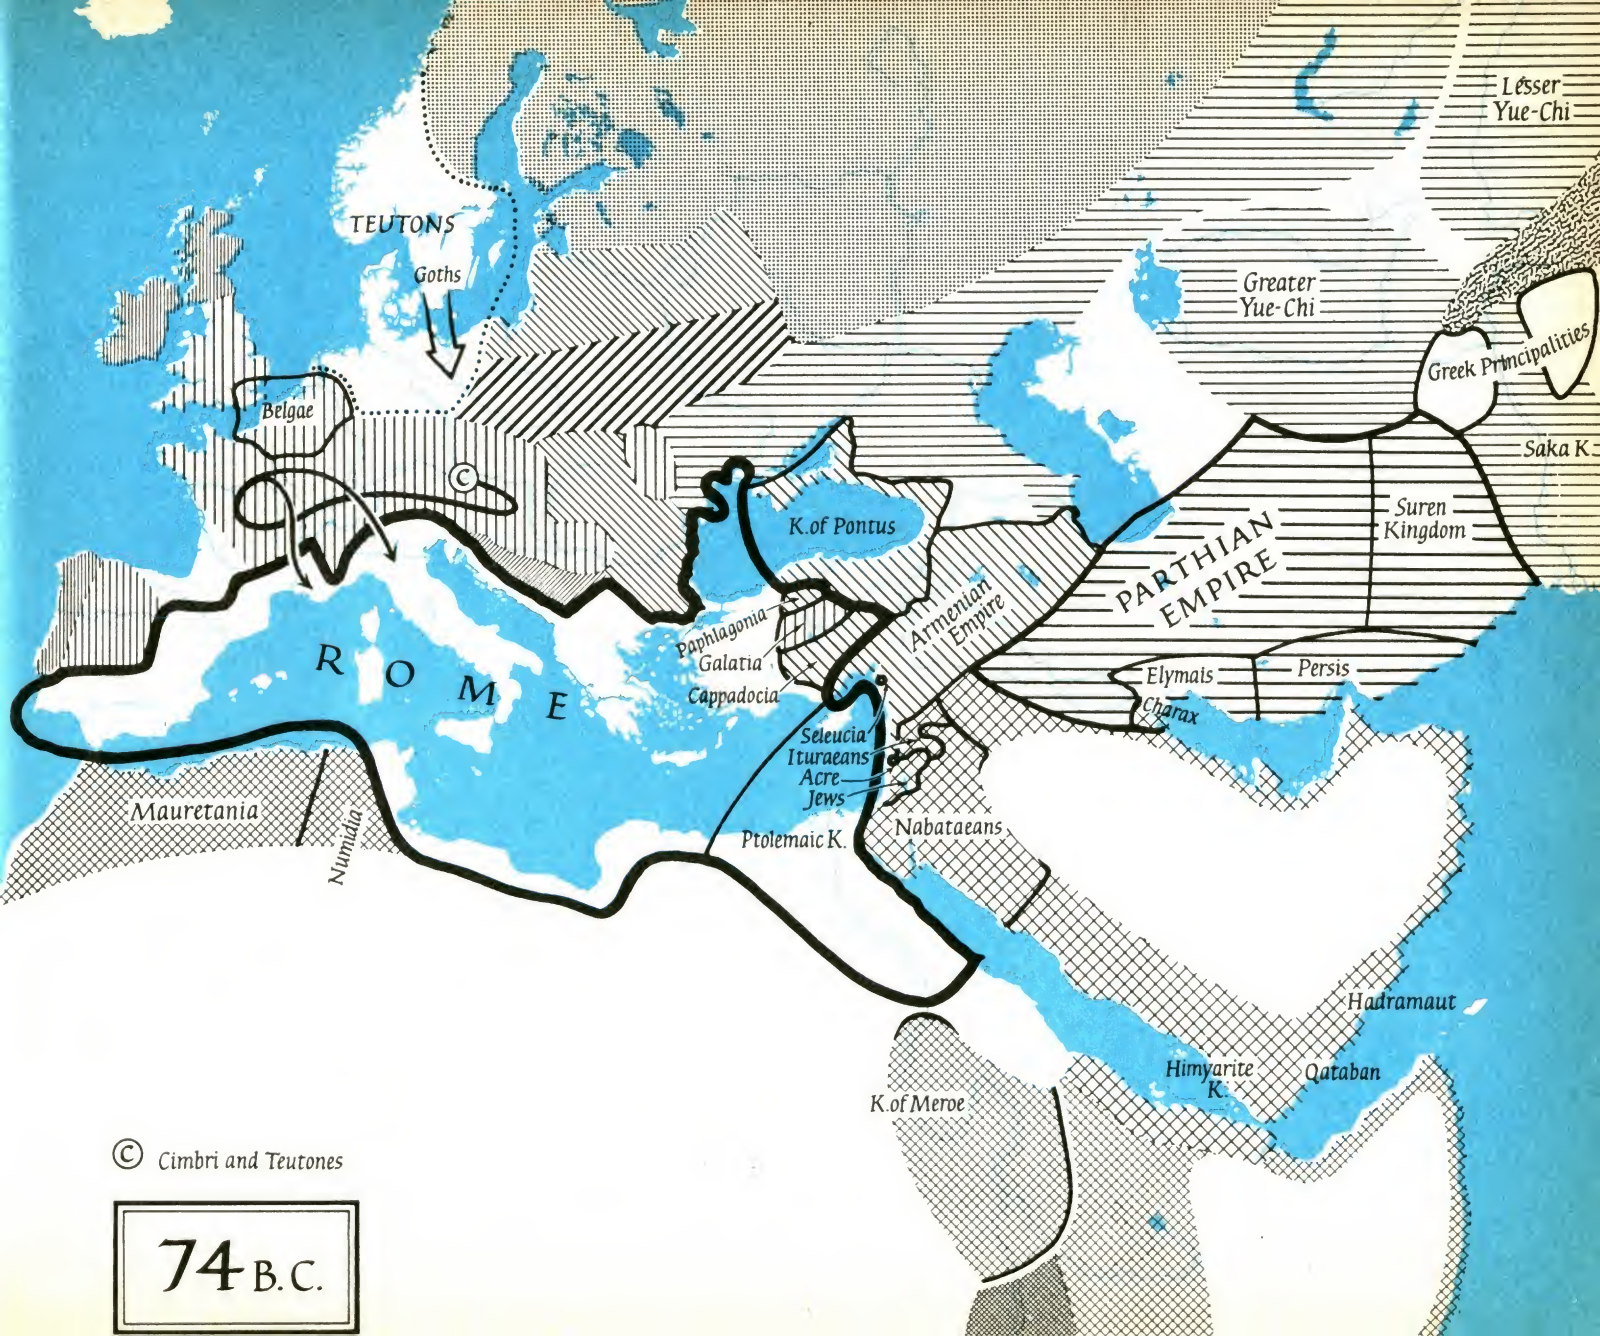 Lesser
Yue-Chi
TEUTONS
Goths
Greater
Yue-Chi
Greek Principalities
Belgae
Saka K
©
Suren
Kingdom
K. of Pontus
PARTHIAN
EMPIRE
Armenian
Empire
Paphlagonia
Galatia
Cappadocia
ROME
Elymais
Persis
Charax
Seleucia
Ituraeans
Acre
Jews
Mauretania
Numidia
Ptolemaic K.
Nabataeans
Hadramaut
Himyarite
K.
Qataban
K. of Meroe
© Cimbri and Teutones
74 B.C.